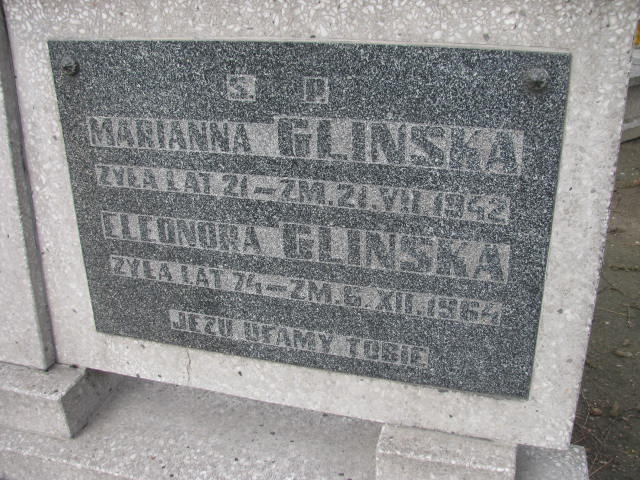 Ś. P.
MARIANNA GLIŃSKA
ŻYŁA LAT 21 – ZM. 21. VII. 1942
ELEONORA GLIŃSKA
ŻYŁA LAT 74 – ZM. 6. XII. 1964
JEZU UFAMY TOBIE